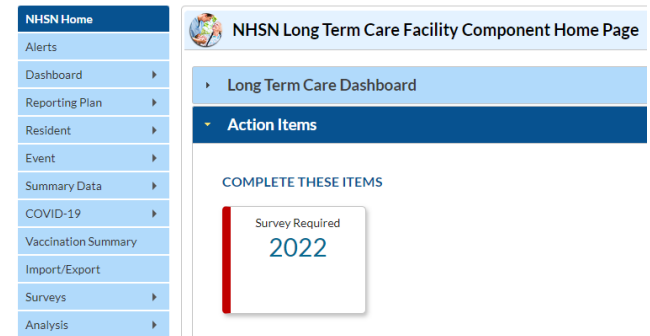 NHSN Home
Alerts
Dashboard
Reporting Plan
Resident
Event
Summary Data
COVID-19
Vaccination Summary
Import/Export
Surveys
Analysis
NHSN Long Term Care Facility Component Home Page
Long Term Care Dashboard
Action Items
COMPLETE THESE ITEMS
Survey Required
2022